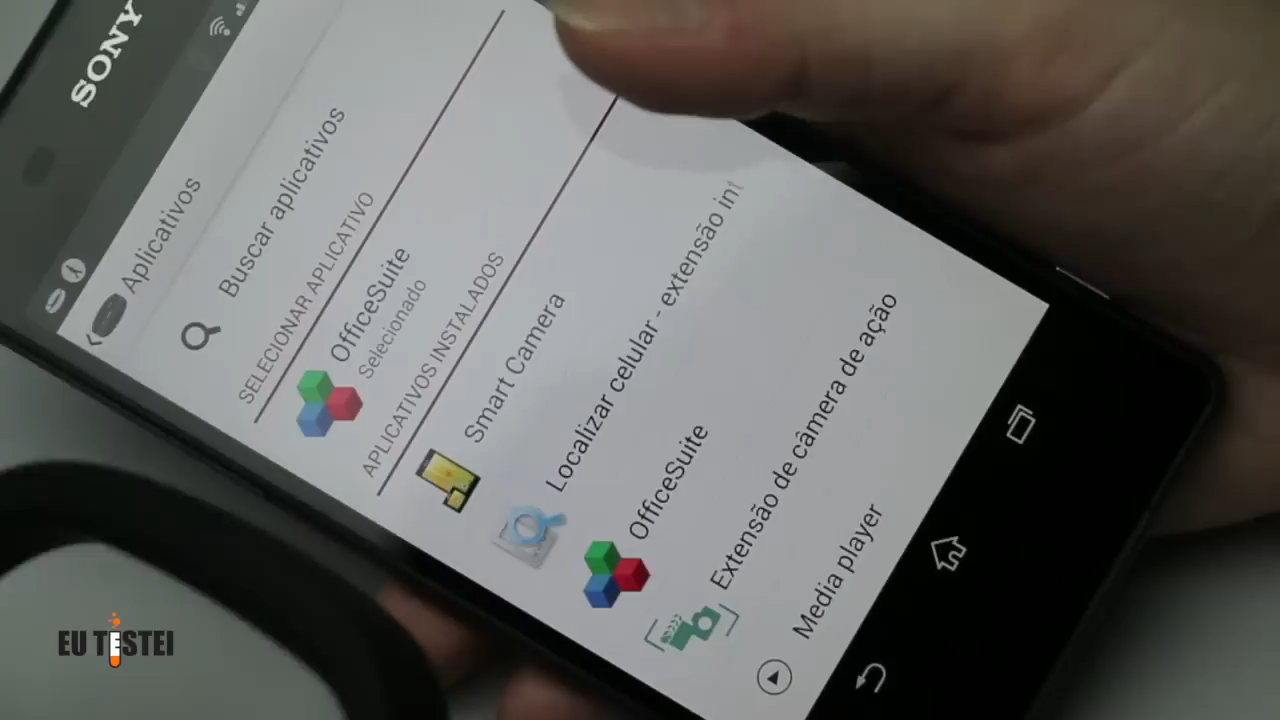 SONY
Aplicativos
Buscar aplicativos
SELECIONAR APLICATIVO
OfficeSuite
Selecionado
APLICATIVOS INSTALADOS
Smart Camera
Localizar celular - extensão int
OfficeSuite
Extensão de câmera de ação
Media player
EU TESTEI